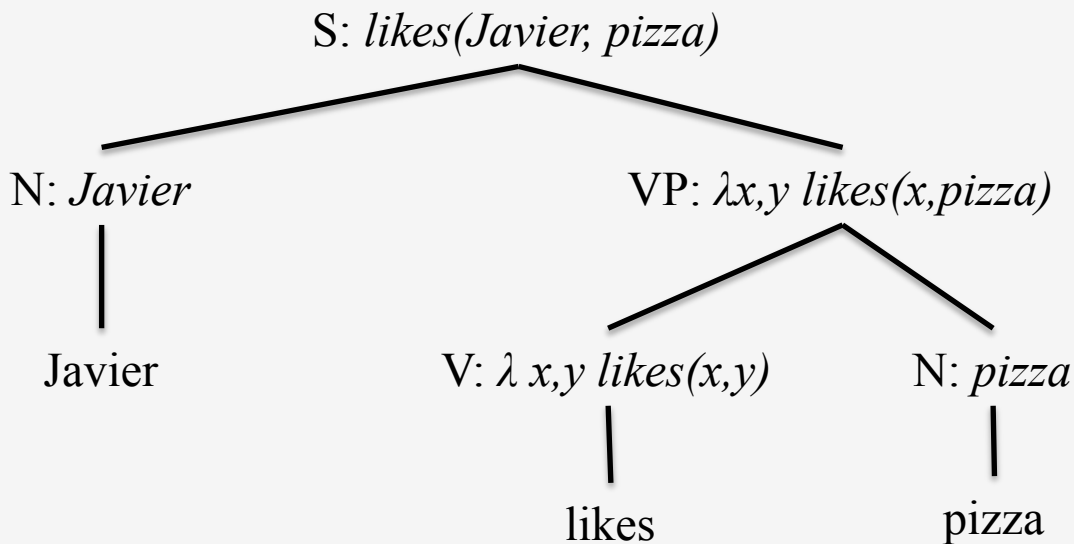 S: likes(Javier, pizza)
N: Javier
VP: λx,y likes(x,pizza)
Javier
V: λ x,y likes(x,y)
N: pizza
likes
pizza